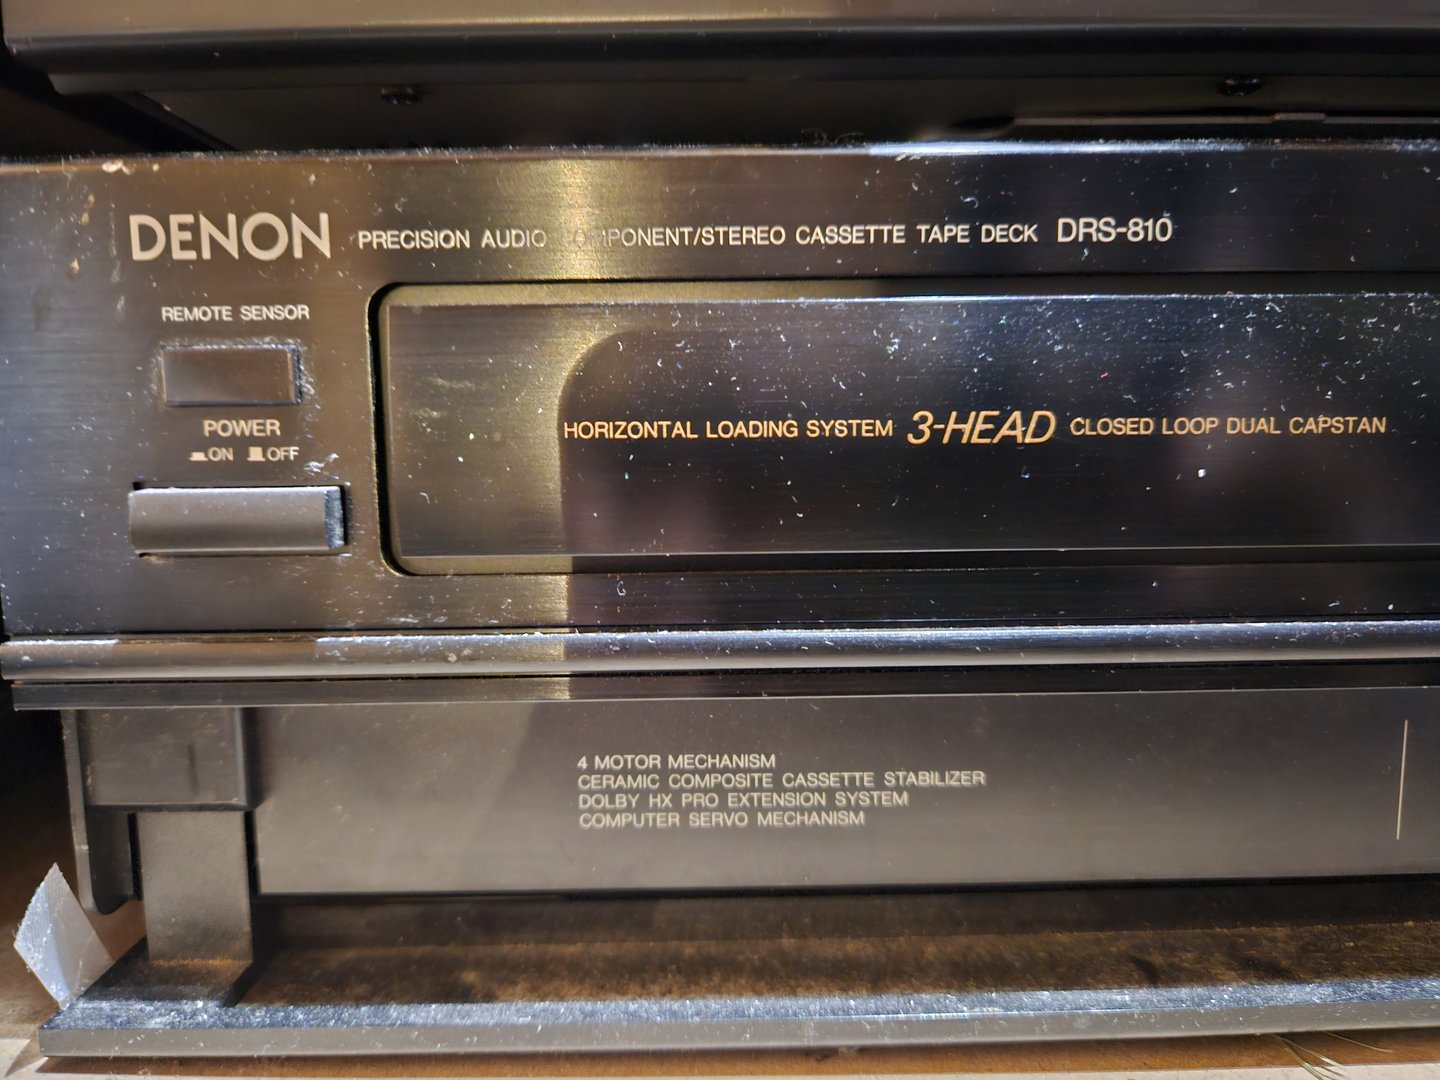 DENON PRECISION AUDIO COMPONENT/STEREO CASSETTE TAPE DECK DRS-810
REMOTE SENSOR
POWER
ON OFF
HORIZONTAL LOADING SYSTEM 3-HEAD CLOSED LOOP DUAL CAPSTAN
4 MOTOR MECHANISM
CERAMIC COMPOSITE CASSETTE STABILIZER
DOLBY HX PRO EXTENSION SYSTEM
COMPUTER SERVO MECHANISM